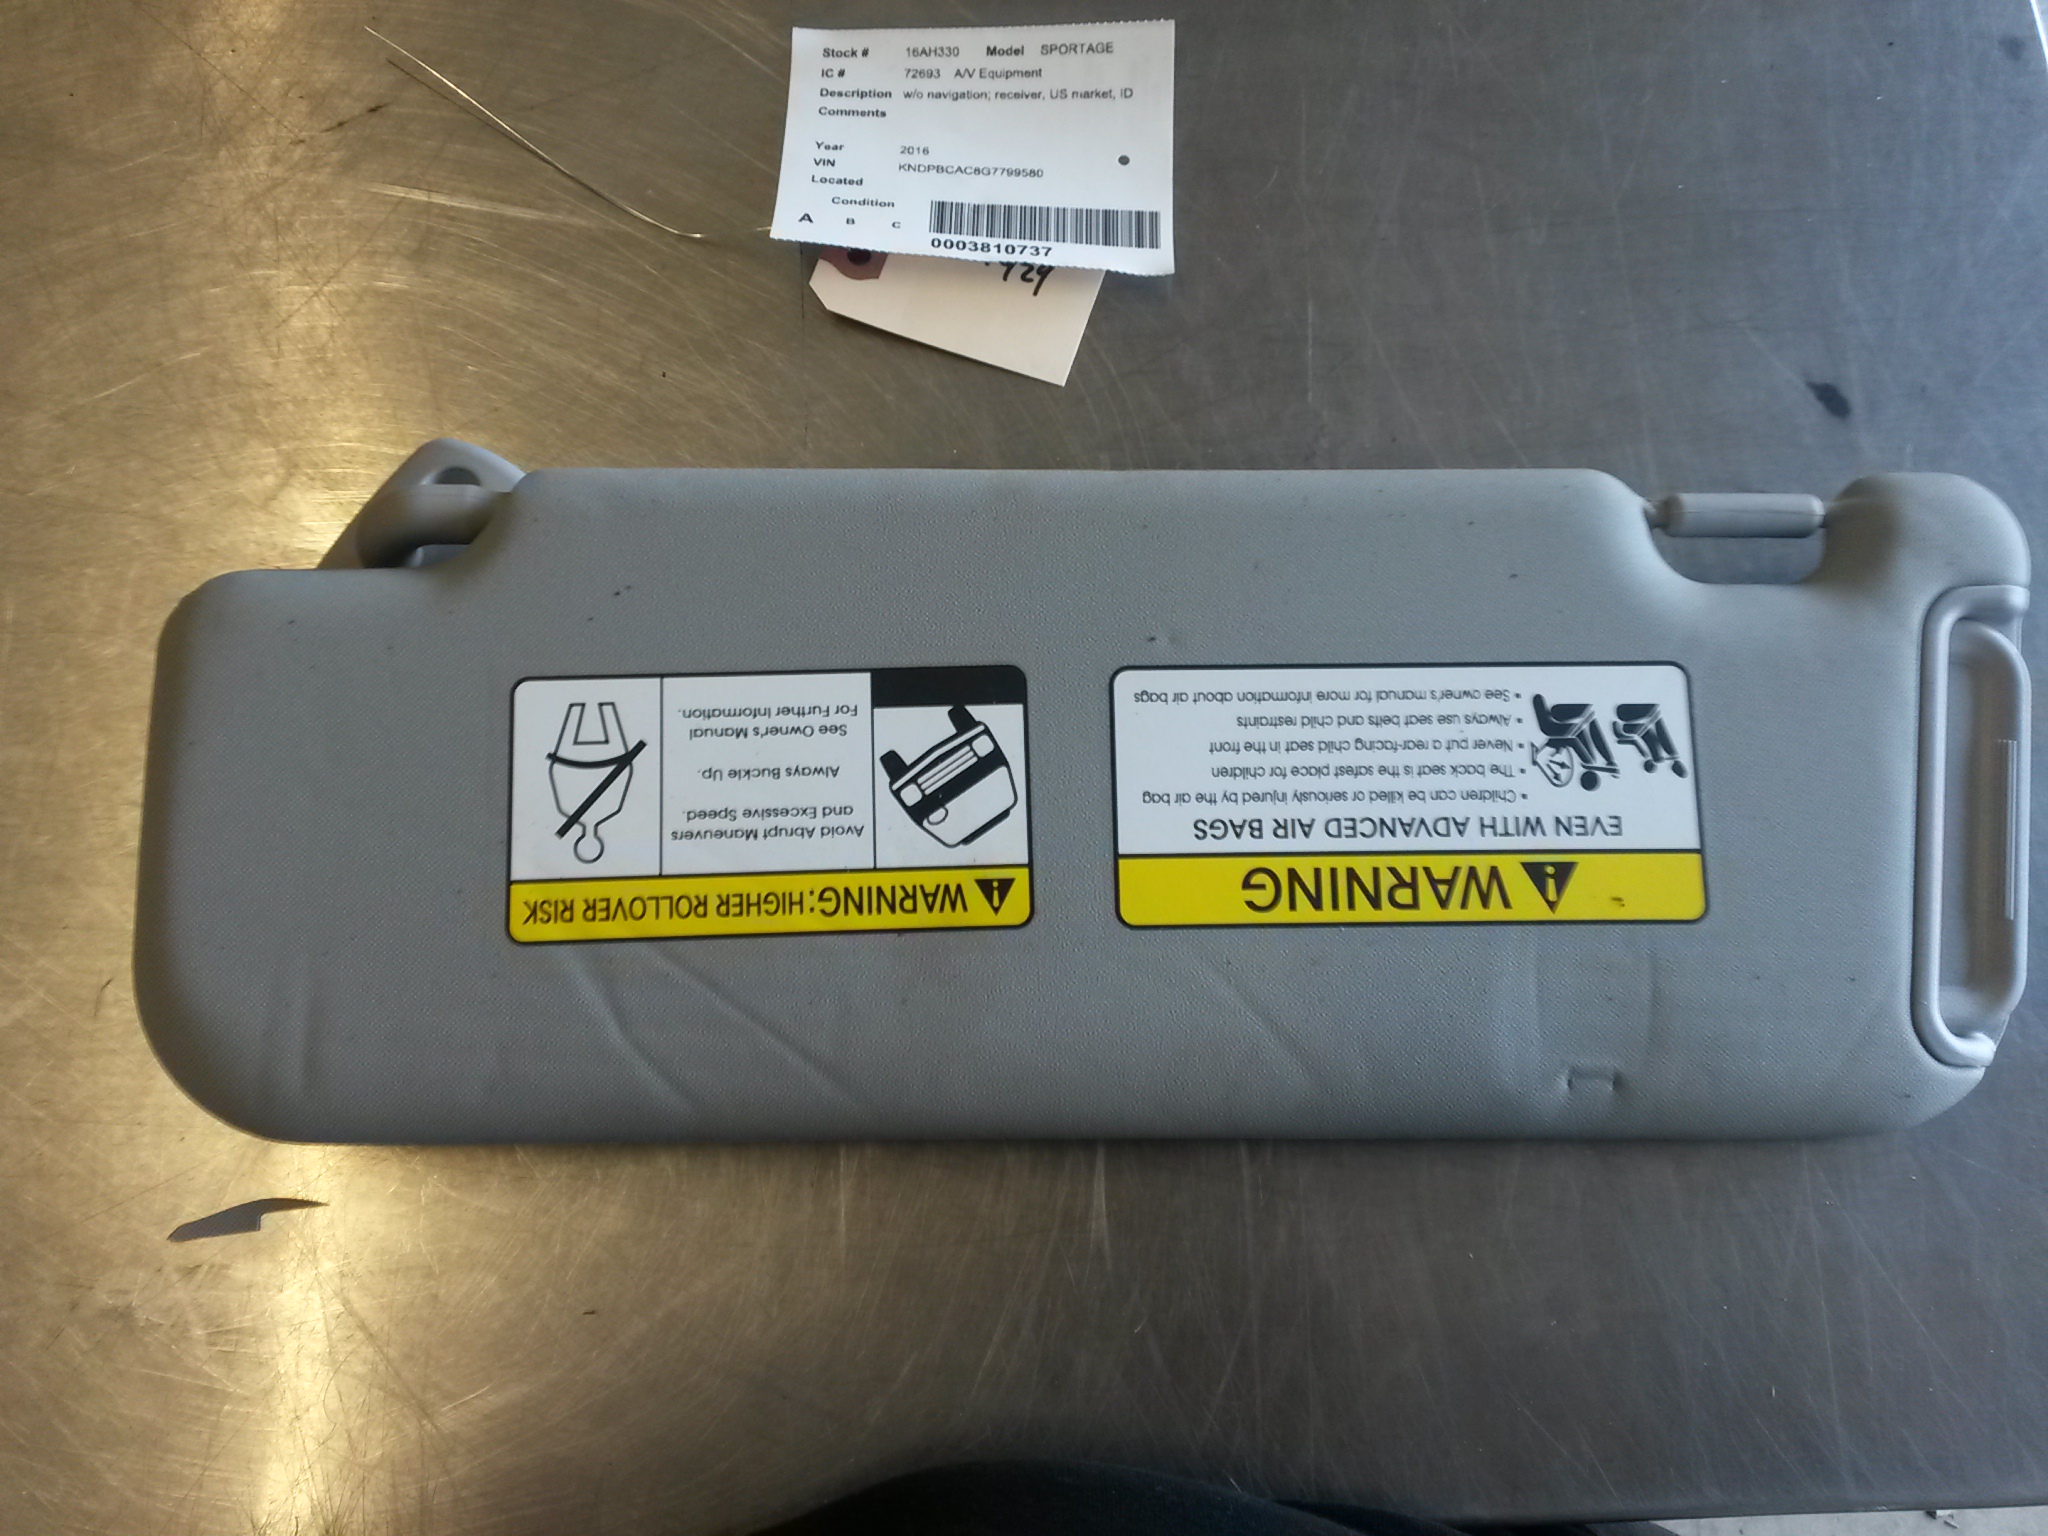 Stock # 16AH330 Model SPORTAGE
IC # 72693 A/V Equipment
Description w/o navigation; receiver, US market, ID
Comments
Year 2016
VIN KNDPBCAC8G7799580
Located
Condition
A B C
0003810737
WARNING: HIGHER ROLLOVER RISK
Avoid Abrupt Maneuvers
and Excessive Speed.
Always Buckle Up.
See Owner's Manual
For Further Information.
WARNING
EVEN WITH ADVANCED AIR BAGS
• Children can be killed or seriously injured by the air bag
• The back seat is the safest place for children
• Never put a rear-facing child seat in the front
• Always use seat belts and child restraints
• See owner's manual for more information about air bags